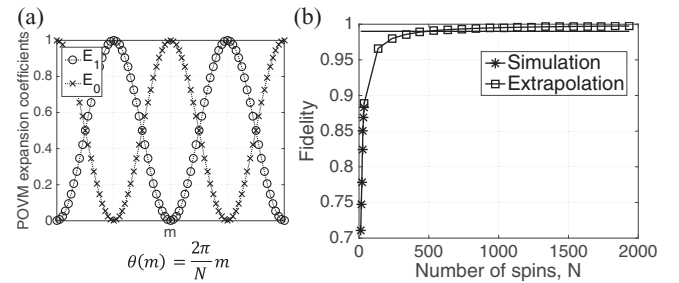 (a)
POVM expansion coefficients
1
0.8
0.6
0.4
0.2
0
E₁
E₀
m
θ(m) = 2π/N m
(b)
Fidelity
1
0.95
0.9
0.85
0.8
0.75
0.7
Simulation
Extrapolation
0 500 1000 1500 2000
Number of spins, N